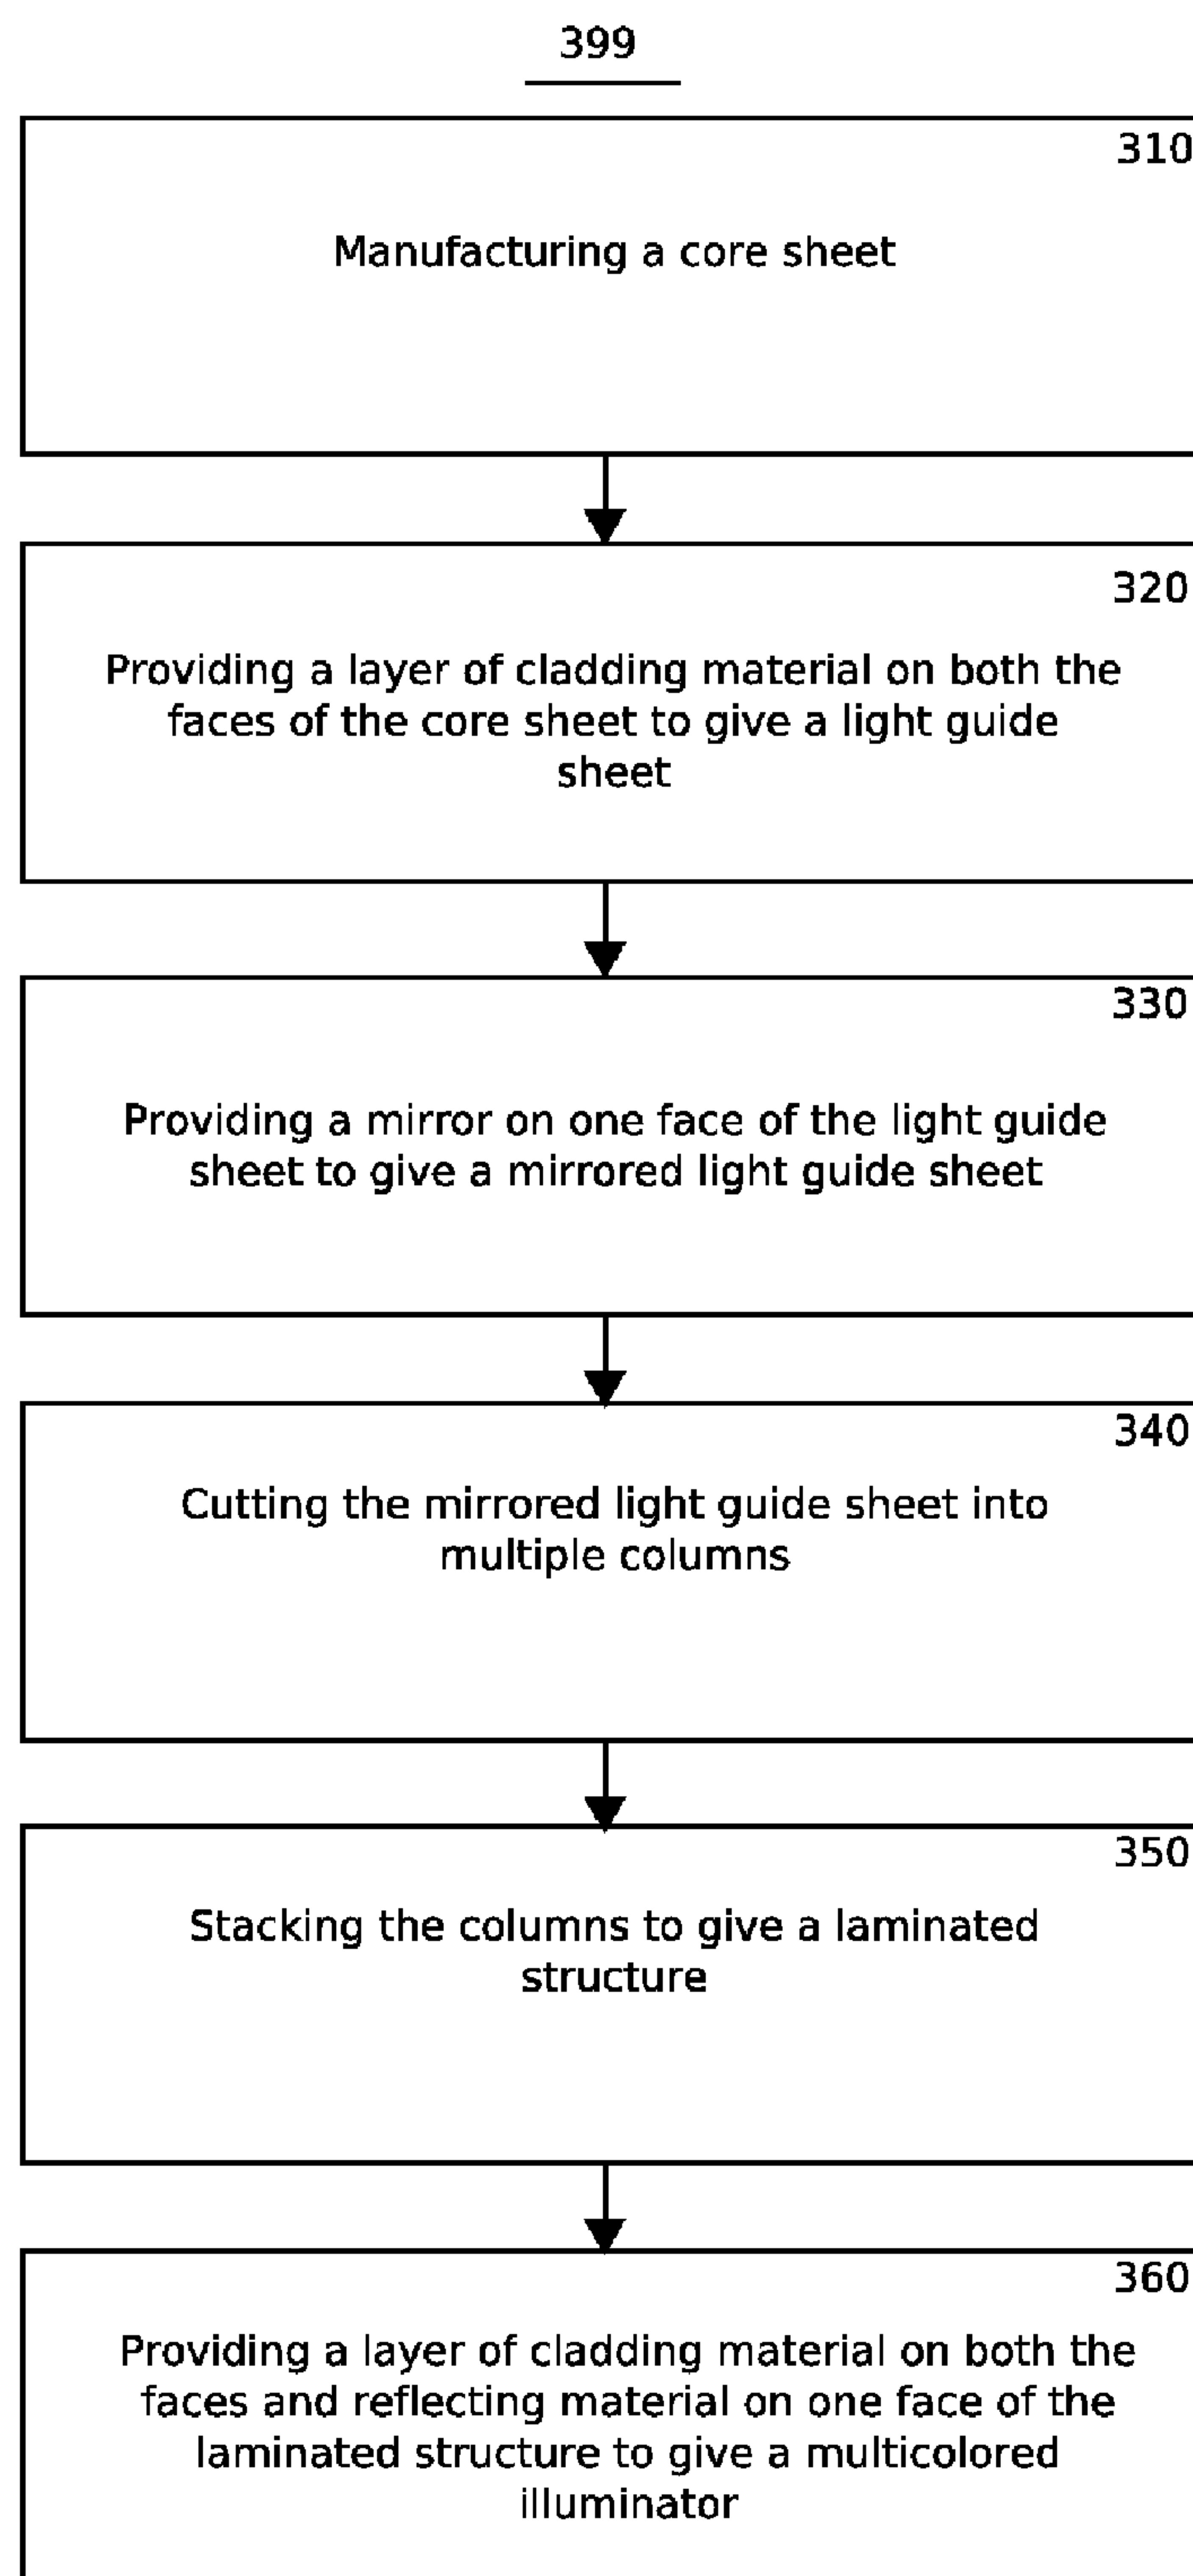 399
310
Manufacturing a core sheet
320
Providing a layer of cladding material on both the
faces of the core sheet to give a light guide
sheet
330
Providing a mirror on one face of the light guide
sheet to give a mirrored light guide sheet
340
Cutting the mirrored light guide sheet into
multiple columns
350
Stacking the columns to give a laminated
structure
360
Providing a layer of cladding material on both the
faces and reflecting material on one face of the
laminated structure to give a multicolored
illuminator